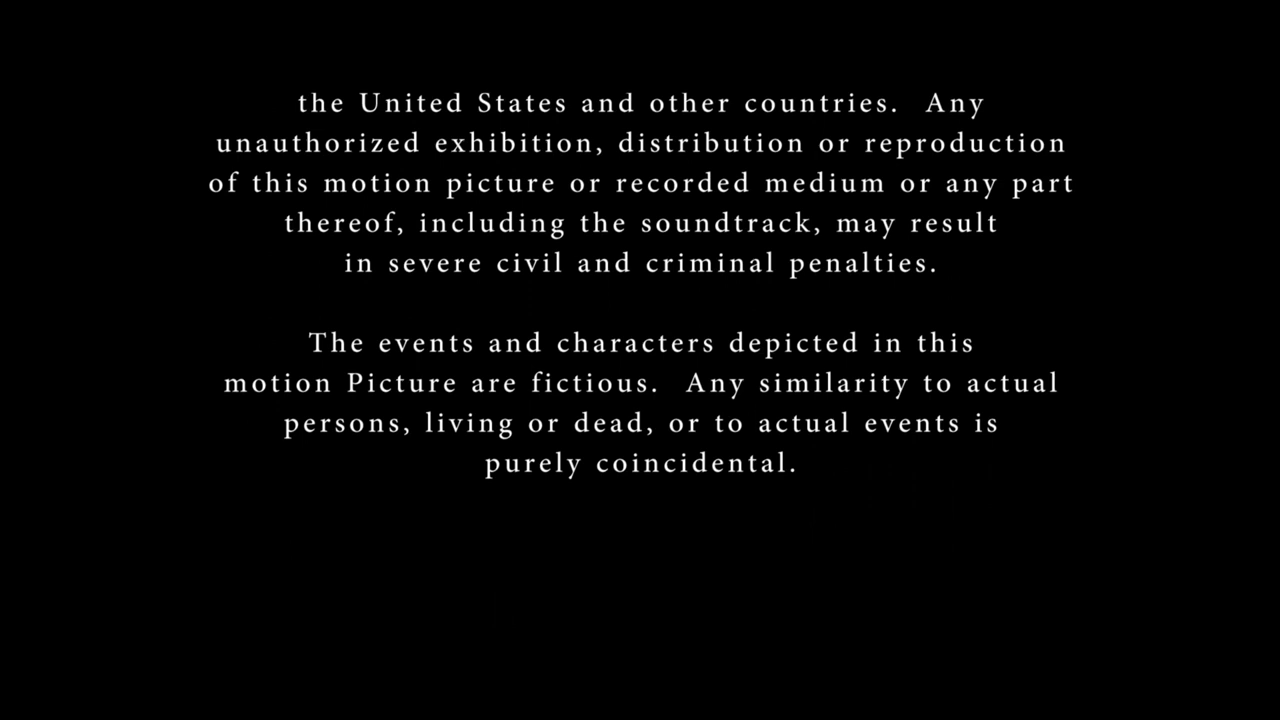 the United States and other countries.  Any
unauthorized exhibition, distribution or reproduction
of this motion picture or recorded medium or any part
thereof, including the soundtrack, may result
in severe civil and criminal penalties.
The events and characters depicted in this
motion Picture are fictious.  Any similarity to actual
persons, living or dead, or to actual events is
purely coincidental.